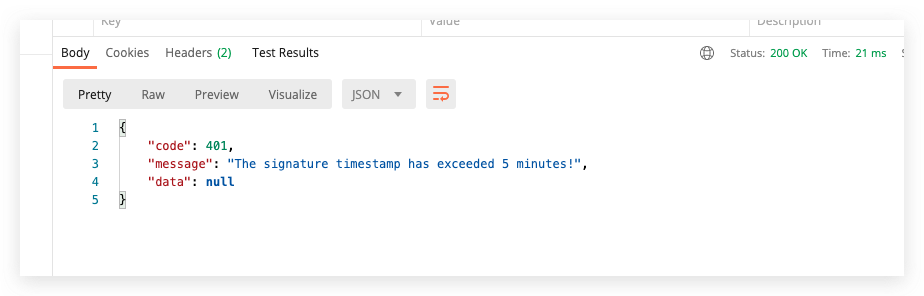 Key Value Description
Body Cookies Headers (2) Test Results Status: 200 OK Time: 21 ms
Pretty Raw Preview Visualize JSON
1 {
2 "code": 401,
3 "message": "The signature timestamp has exceeded 5 minutes!",
4 "data": null
5 }